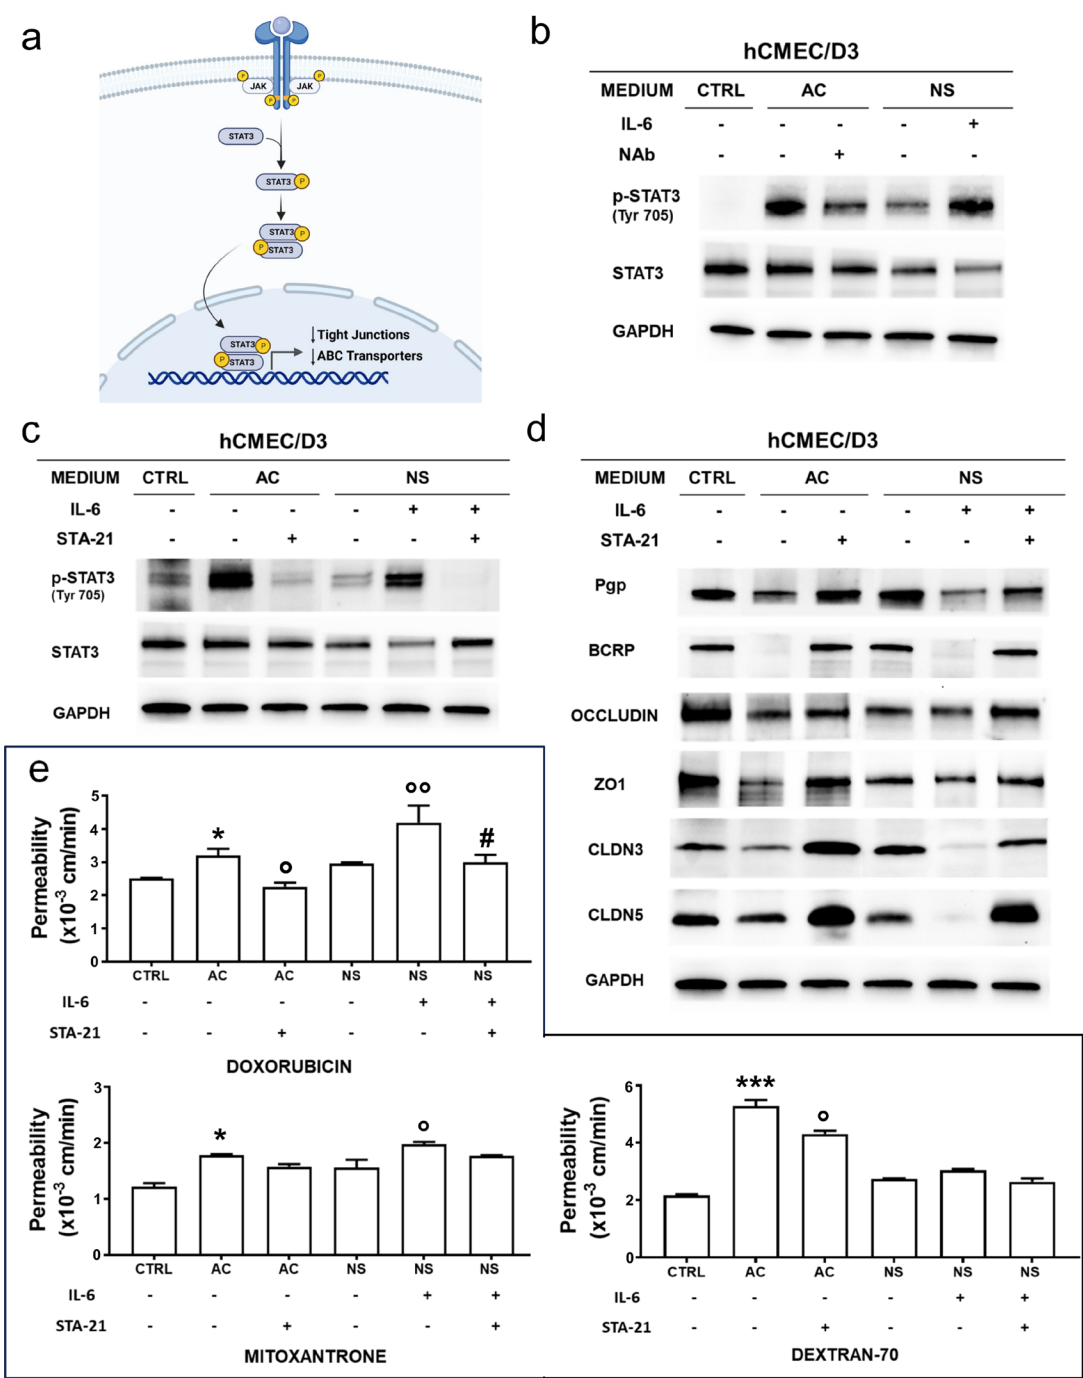 a
P
P
JAK
JAK
P
P
STAT3
STAT3
P
STAT3
P
P
STAT3
STAT3
P
P
STAT3
↓Tight Junctions
↓ABC Transporters
b
hCMEC/D3
MEDIUM CTRL AC NS
IL-6 - - - - +
NAb - - + - -
p-STAT3
(Tyr 705)
STAT3
GAPDH
c
hCMEC/D3
MEDIUM CTRL AC NS
IL-6 - - - - + +
STA-21 - - + - - +
p-STAT3
(Tyr 705)
STAT3
GAPDH
d
hCMEC/D3
MEDIUM CTRL AC NS
IL-6 - - - - + +
STA-21 - - + - - +
Pgp
BCRP
OCCLUDIN
ZO1
CLDN3
CLDN5
GAPDH
e
Permeability
(x10⁻³ cm/min)
5
4
3
2
1
0
*
°
°°
#
CTRL AC AC NS NS NS
IL-6 - - - - + +
STA-21 - - + - - +
DOXORUBICIN
Permeability
(x10⁻³ cm/min)
3
2
1
0
*
°
CTRL AC AC NS NS NS
IL-6 - - - - + +
STA-21 - - + - - +
MITOXANTRONE
Permeability
(x10⁻³ cm/min)
6
4
2
0
***
°
CTRL AC AC NS NS NS
IL-6 - - - - + +
STA-21 - - + - - +
DEXTRAN-70